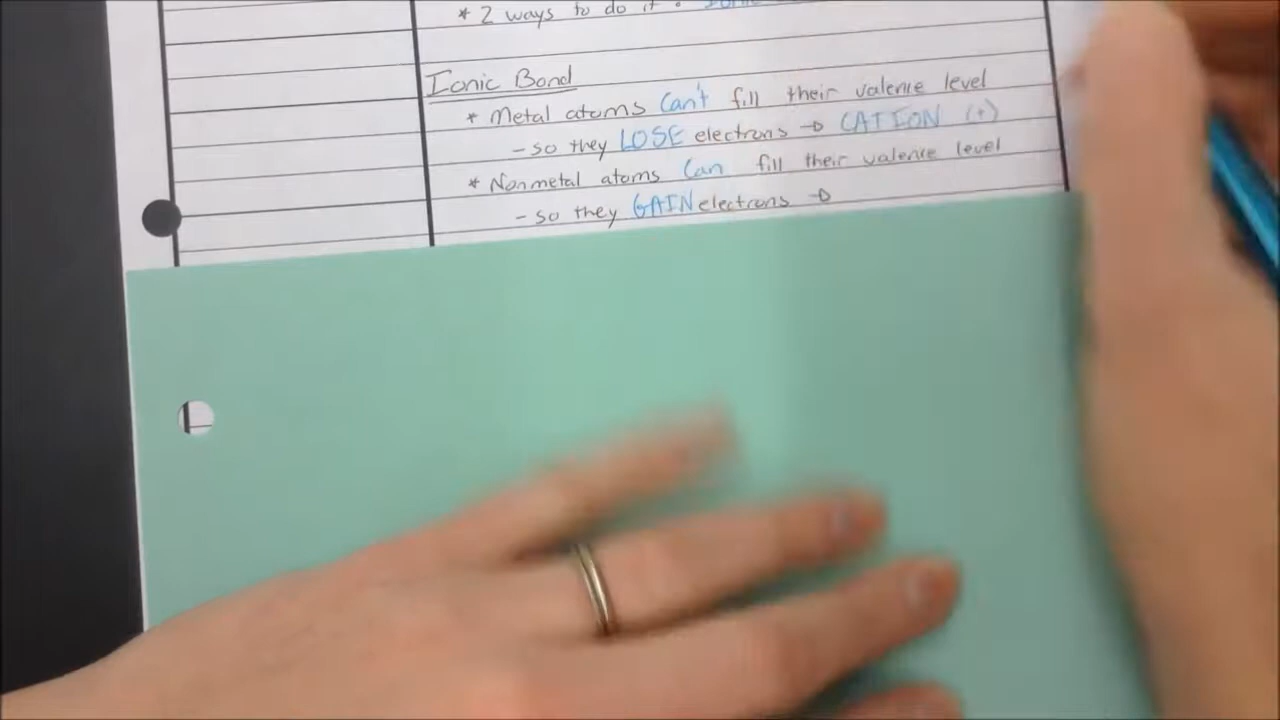 * 2 ways to do it :
Ionic Bond
* Metal atoms Can't fill their valence level
- so they LOSE electrons → CATION (+)
* Nonmetal atoms Can fill their valence level
- so they GAIN electrons →